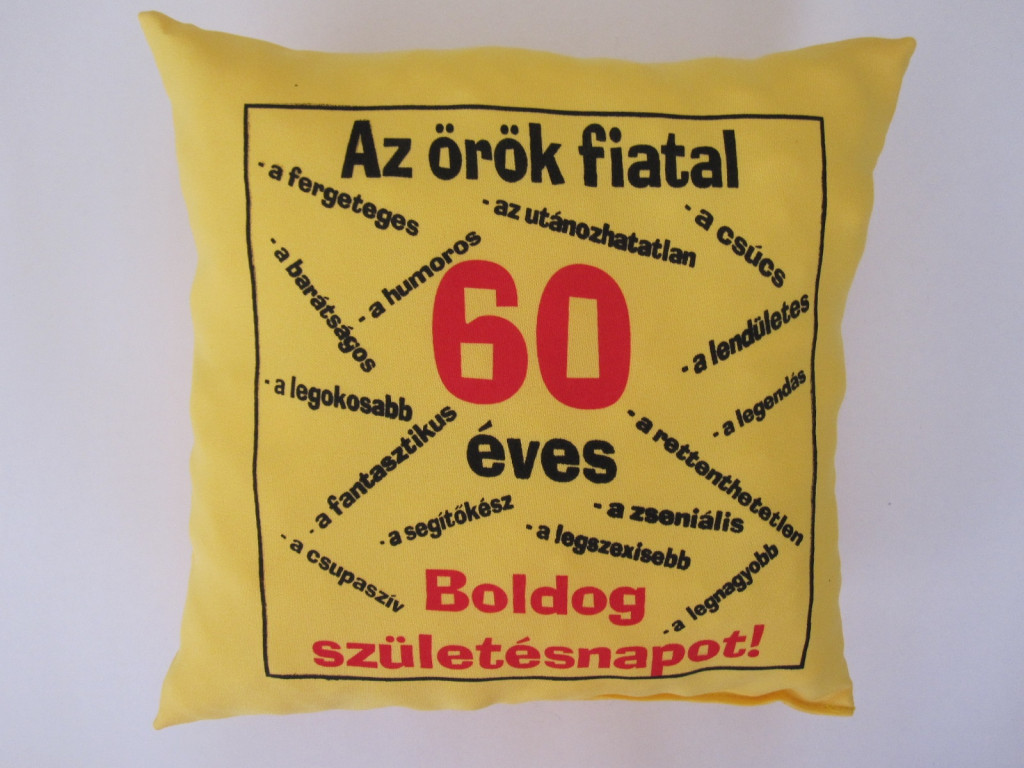 Az örök fiatal
- a fergeteges
- az utánozhatatlan
- a csúcs
- a barátságos
- a humoros
60
- a lendületes
- a legokosabb
- a legendás
- a fantasztikus
éves
- a rettenthetetlen
- a segítőkész
- a zseniális
- a csupaszív
- a legszexisebb
- a legnagyobb
Boldog
születésnapot!